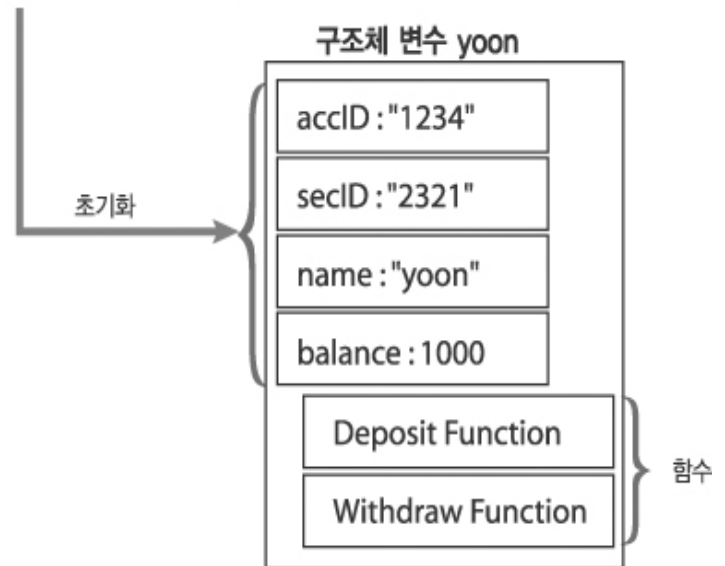 구조체 변수 yoon
accID : "1234"
초기화
secID : "2321"
name : "yoon"
balance : 1000
Deposit Function
함수
Withdraw Function